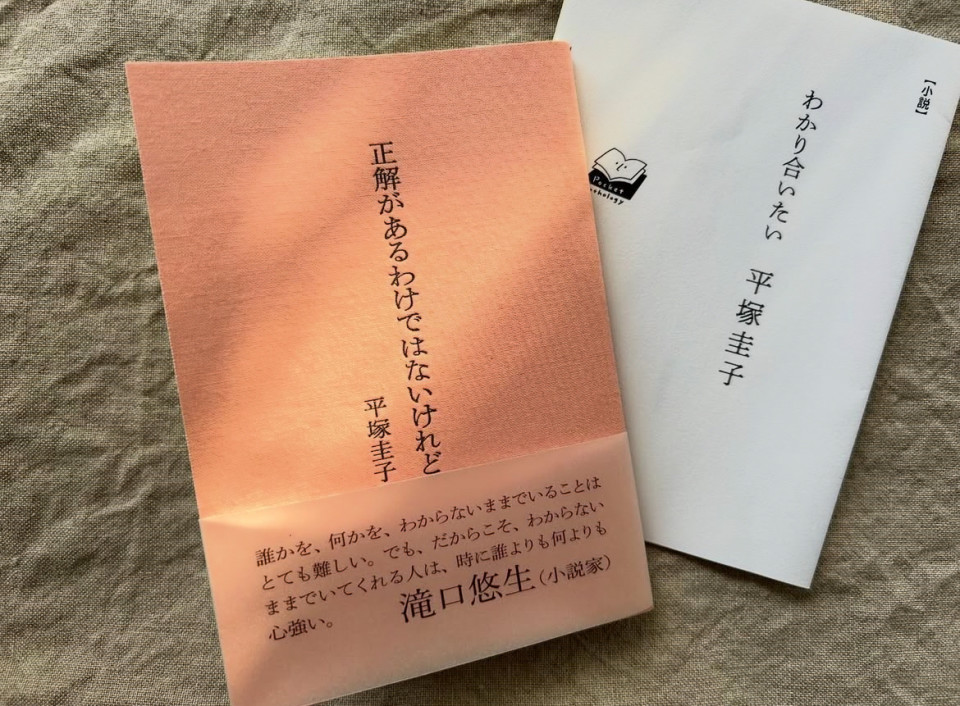 正解があるわけではないけれど
平塚圭子
誰かを、何かを、わからないままでいることは
とても難しい。でも、だからこそ、わからない
ままでいてくれる人は、時に誰よりも何よりも
心強い。
滝口悠生（小説家）
【小説】
わかり合いたい 平塚圭子
Pocket